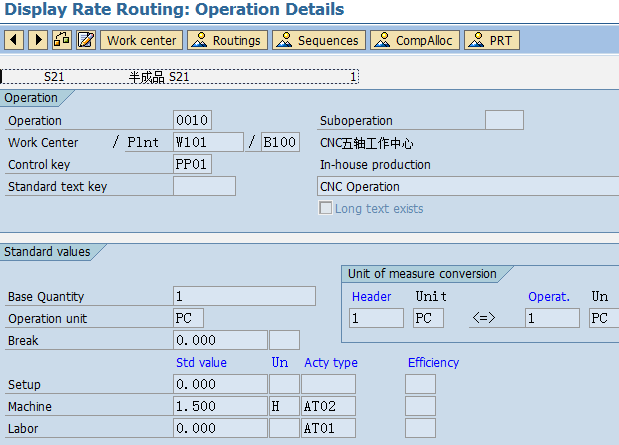 Display Rate Routing: Operation Details
Work center Routings Sequences CompAlloc PRT
S21 半成品 S21 1
Operation
Operation 0010 Suboperation
Work Center / Plnt W101 / B100 CNC五轴工作中心
Control key PP01 In-house production
Standard text key CNC Operation
Long text exists
Standard values
Unit of measure conversion
Header Unit Operat. Un
Base Quantity 1
Operation unit PC 1 PC <=> 1 PC
Break 0.000
Std value Un Acty type Efficiency
Setup 0.000
Machine 1.500 H AT02
Labor 0.000 AT01